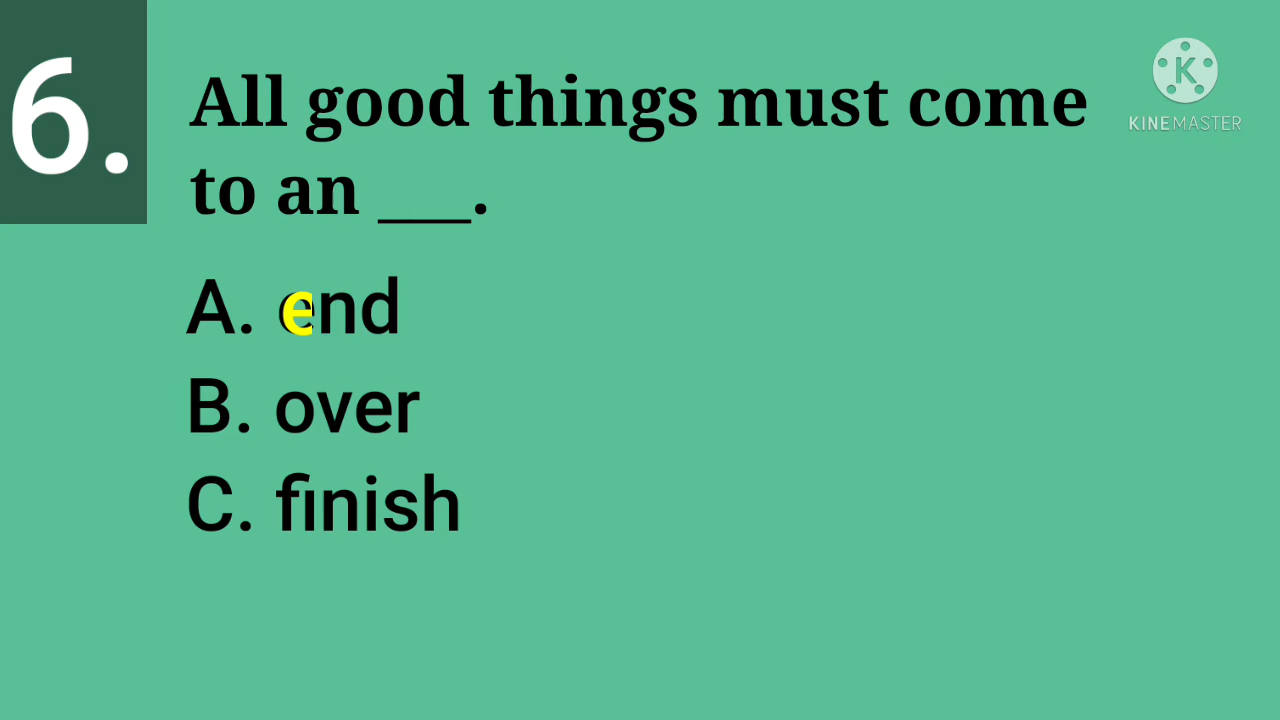 6.
All good things must come
to an ___.
A. end
B. over
C. finish
K
KINEMASTER